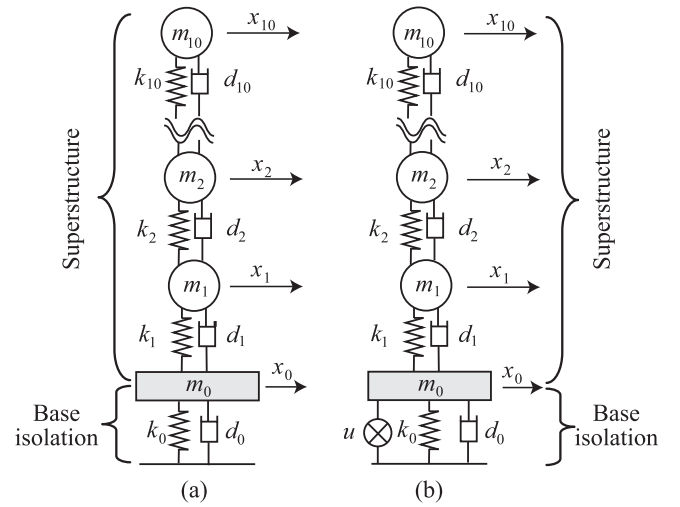 m₁₀ x₁₀
k₁₀ d₁₀
m₂ x₂
k₂ d₂
m₁ x₁
k₁ d₁
m₀ x₀
k₀ d₀
Superstructure
Base
isolation
(a)
m₁₀ x₁₀
k₁₀ d₁₀
m₂ x₂
k₂ d₂
m₁ x₁
k₁ d₁
m₀ x₀
u k₀ d₀
Superstructure
Base
isolation
(b)